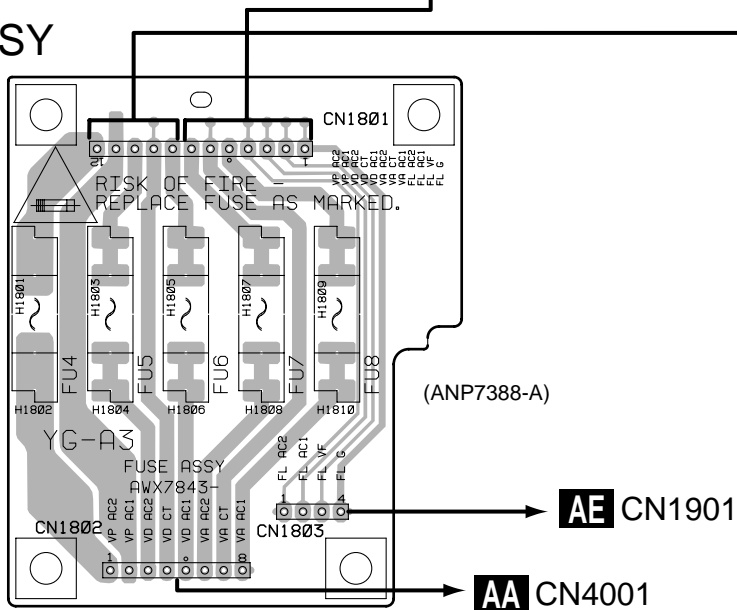 SY
CN1801
12
1
VP AC2
VP AC1
VD AC2
VD CT
VD AC1
VA AC2
VA CT
VA AC1
FL AC2
FL AC1
FL VF
FL G
RISK OF FIRE -
REPLACE FUSE AS MARKED.
H1801
H1803
H1805
H1807
H1809
FU4
FU5
FU6
FU7
FU8
H1802
H1804
H1806
H1808
H1810
(ANP7388-A)
YG-A3
FUSE ASSY
AWX7843-
FL AC2
FL AC1
FL VF
FL G
1
4
CN1803
AE CN1901
CN1802
VP AC2
VP AC1
VD AC2
VD CT
VD AC1
VA AC2
VA CT
VA AC1
1
8
AA CN4001